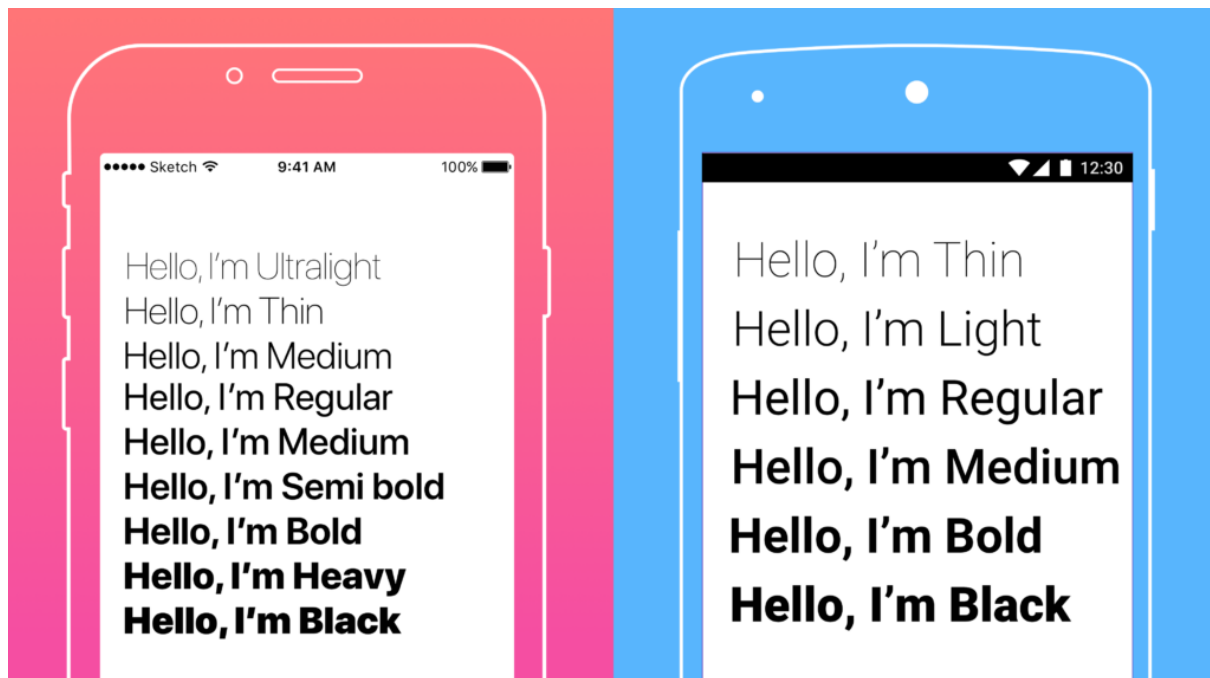 Sketch 9:41 AM 100%
Hello, I'm Ultralight
Hello, I'm Thin
Hello, I'm Medium
Hello, I'm Regular
Hello, I'm Medium
Hello, I'm Semi bold
Hello, I'm Bold
Hello, I'm Heavy
Hello, I'm Black
12:30
Hello, I’m Thin
Hello, I’m Light
Hello, I’m Regular
Hello, I’m Medium
Hello, I’m Bold
Hello, I’m Black